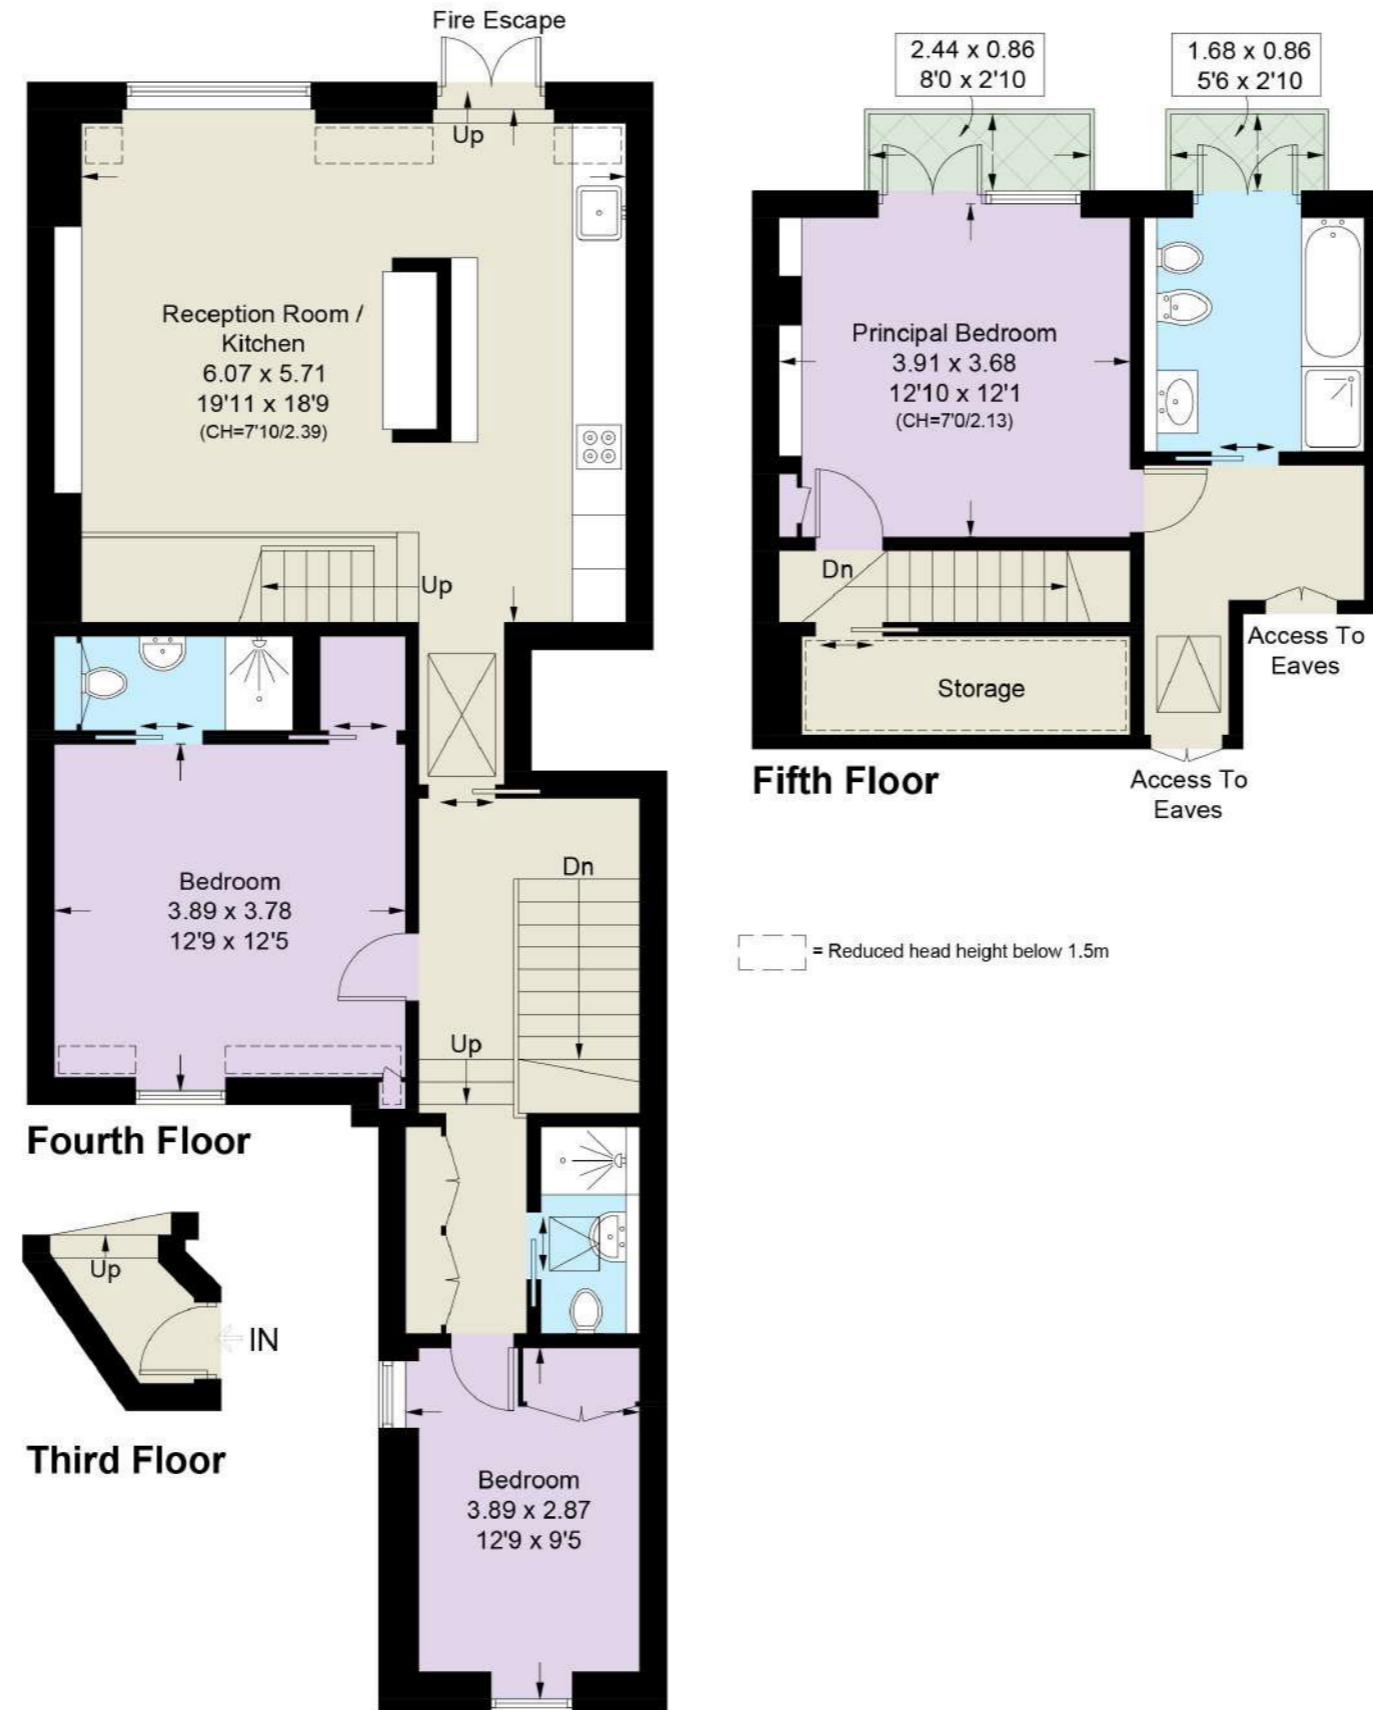 Fire Escape
Up
Reception Room /
Kitchen
6.07 x 5.71
19'11 x 18'9
(CH=7'10/2.39)
Up
Bedroom
3.89 x 3.78
12'9 x 12'5
Dn
Up
Fourth Floor
Up
IN
Third Floor
Bedroom
3.89 x 2.87
12'9 x 9'5
2.44 x 0.86
8'0 x 2'10
1.68 x 0.86
5'6 x 2'10
Principal Bedroom
3.91 x 3.68
12'10 x 12'1
(CH=7'0/2.13)
Dn
Storage
Access To
Eaves
Access To
Eaves
Fifth Floor
= Reduced head height below 1.5m